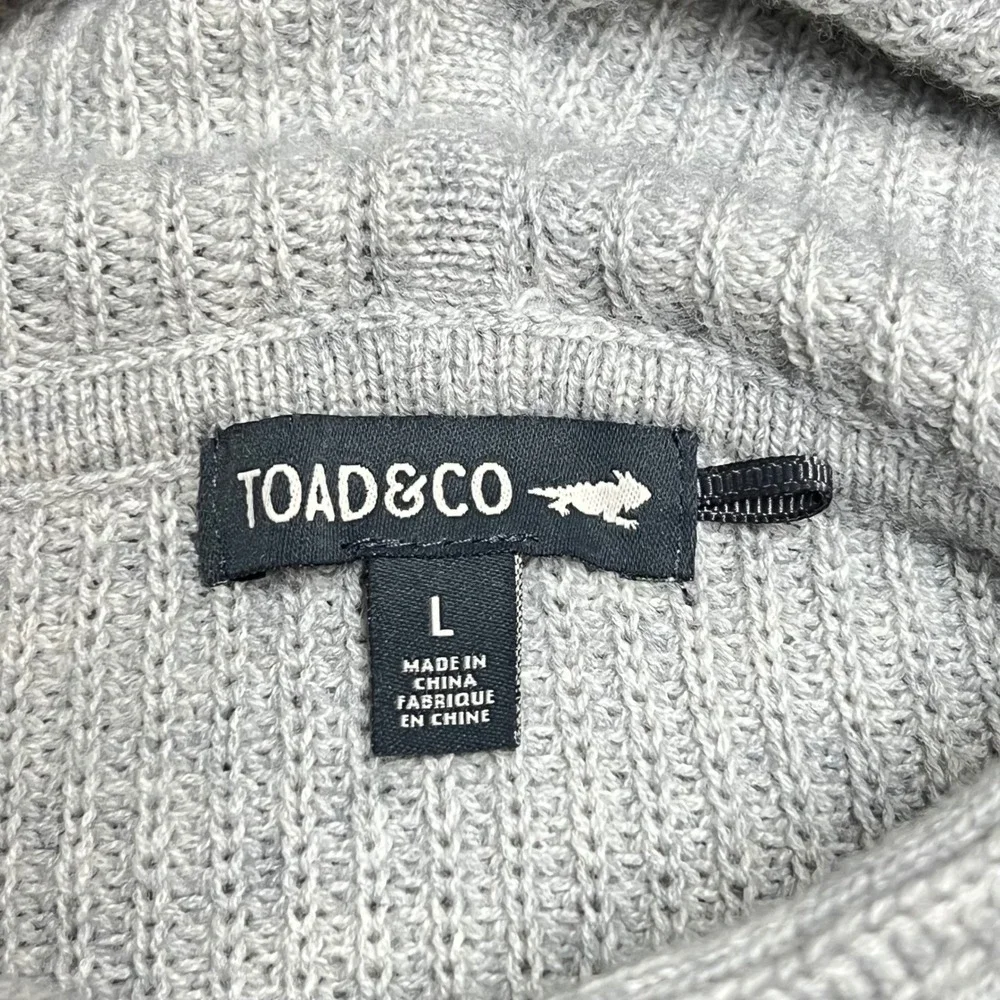 TOAD&CO
L
MADE IN
CHINA
FABRIQUE
EN CHINE